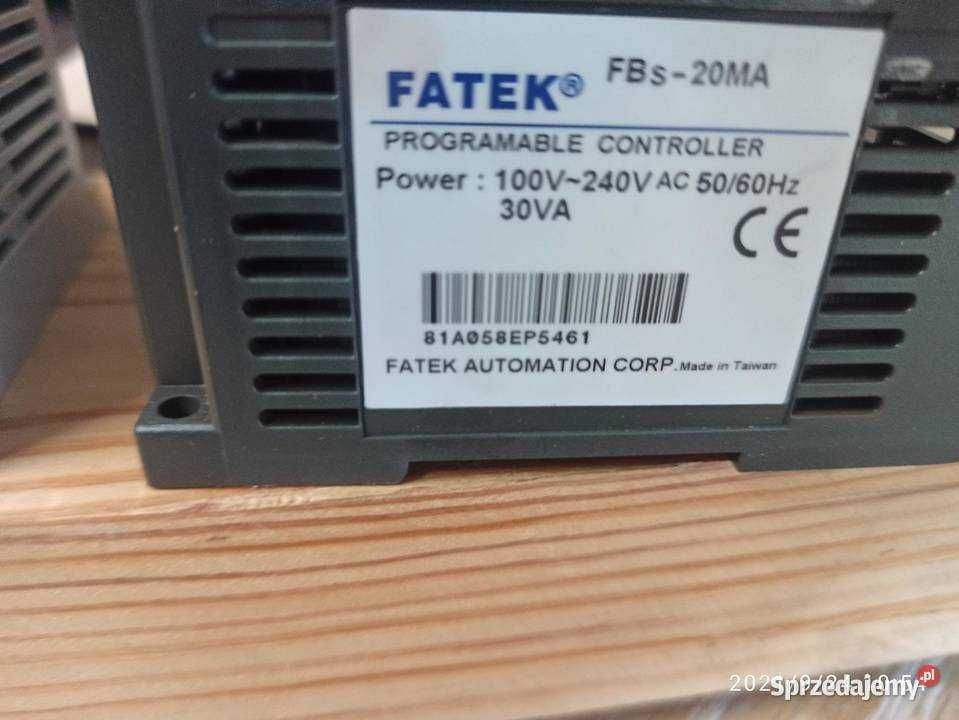 FATEK® FBs-20MA
PROGRAMABLE CONTROLLER
Power : 100V~240V AC 50/60Hz
30VA
CE
81A058EP5461
FATEK AUTOMATION CORP. Made in Taiwan
Sprzedajemy.pl